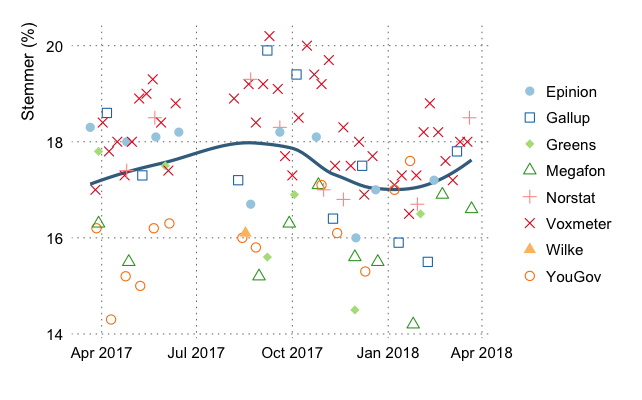 Stemmer (%)
20
18
16
14
Apr 2017
Jul 2017
Oct 2017
Jan 2018
Apr 2018
Epinion
Gallup
Greens
Megafon
Norstat
Voxmeter
Wilke
YouGov